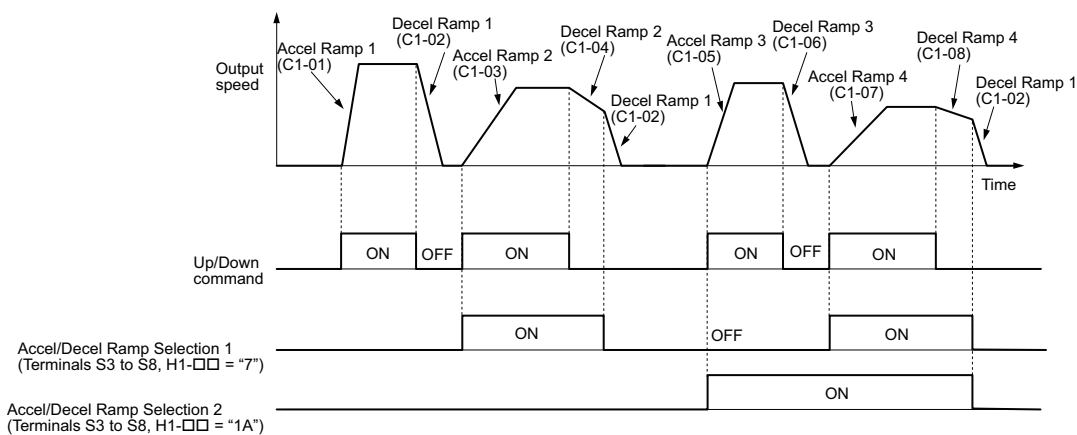 Accel Ramp 1
(C1-01)
Decel Ramp 1
(C1-02)
Accel Ramp 2
(C1-03)
Decel Ramp 2
(C1-04)
Decel Ramp 1
(C1-02)
Accel Ramp 3
(C1-05)
Decel Ramp 3
(C1-06)
Accel Ramp 4
(C1-07)
Decel Ramp 4
(C1-08)
Decel Ramp 1
(C1-02)
Output
speed
Time
Up/Down
command
ON
OFF
ON
ON
OFF
ON
Accel/Decel Ramp Selection 1
(Terminals S3 to S8, H1-□□ = “7”)
ON
OFF
ON
Accel/Decel Ramp Selection 2
(Terminals S3 to S8, H1-□□ = “1A”)
ON